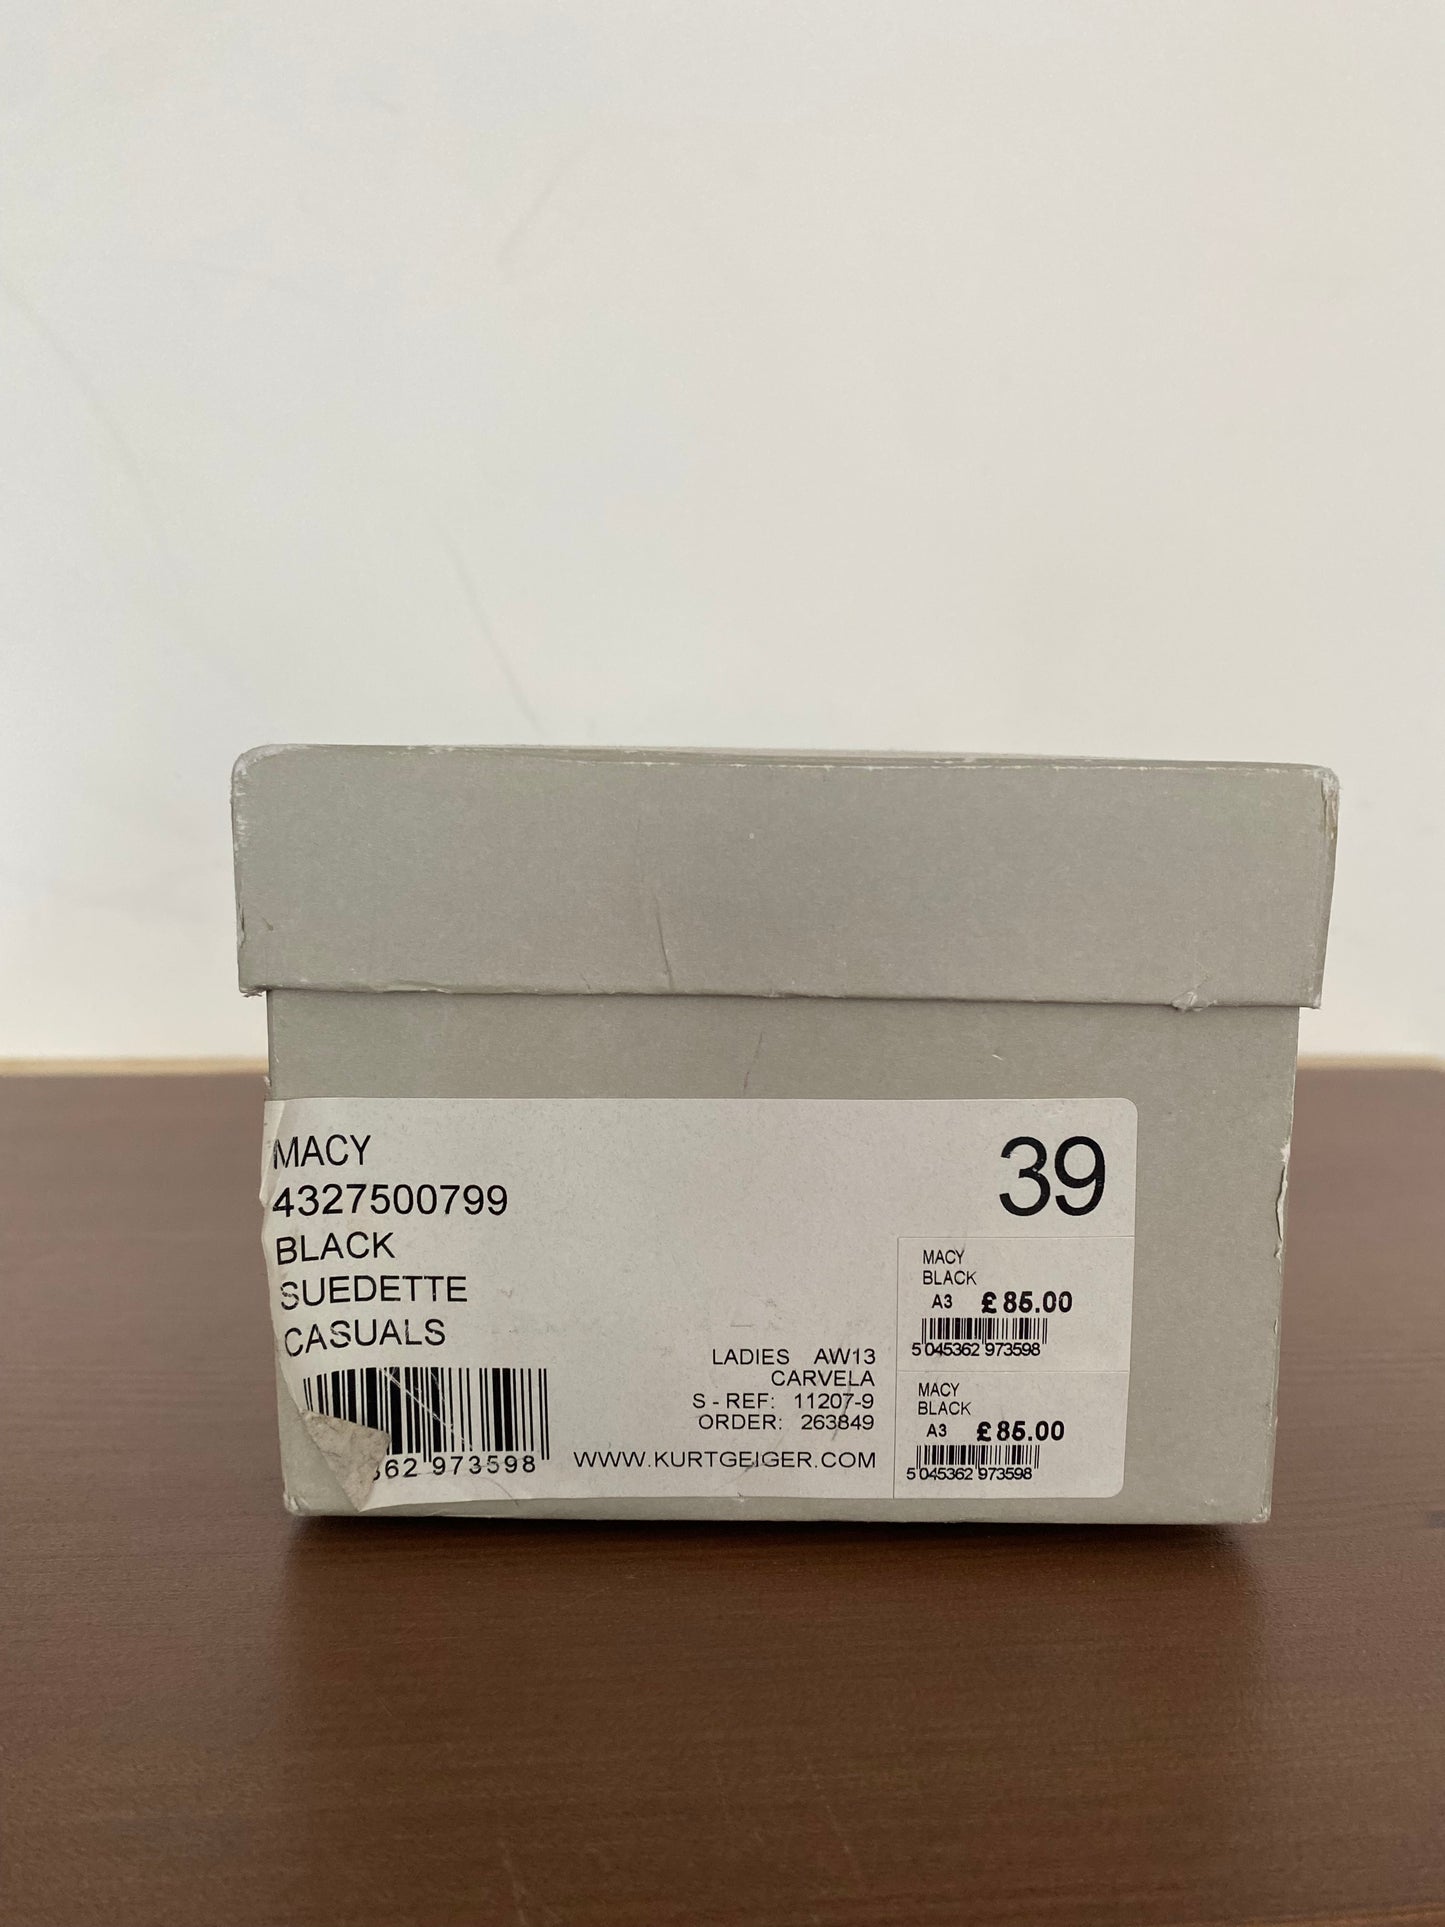 MACY
4327500799
BLACK
SUEDETTE
CASUALS
362 973598
39
LADIES AW13
CARVELA
S - REF: 11207-9
ORDER: 263849
WWW.KURTGEIGER.COM
MACY
BLACK
A3 £85.00
5 045362 973598
MACY
BLACK
A3 £85.00
5 045362 973598